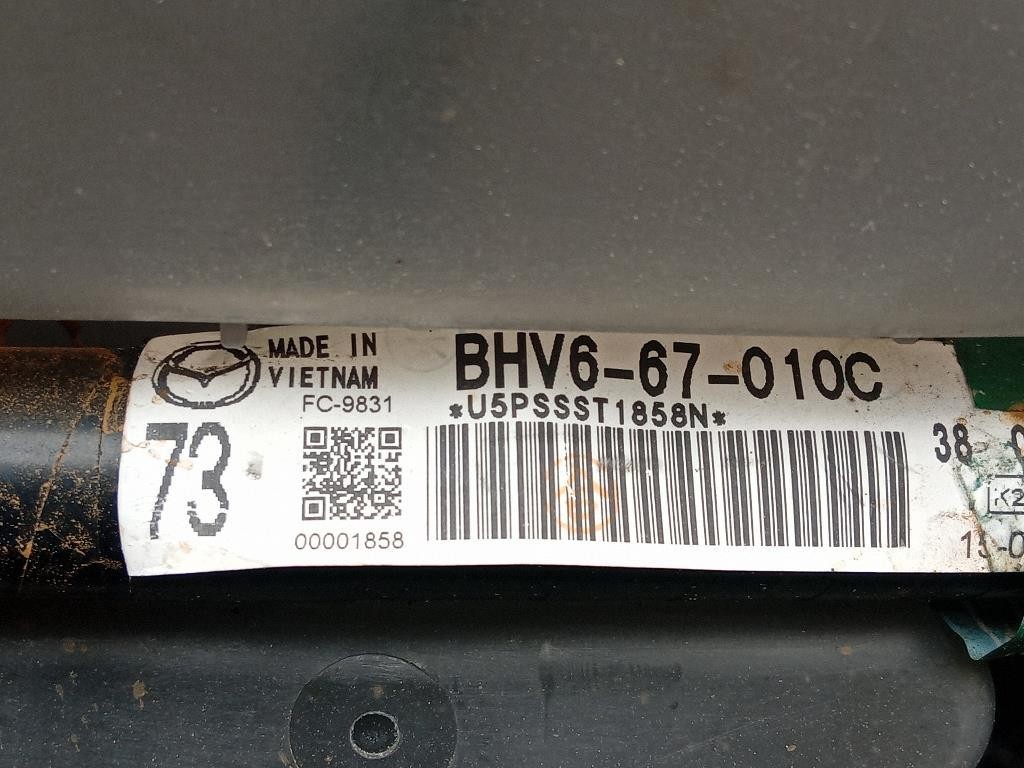 MADE IN
VIETNAM
FC-9831
BHV6-67-010C
*U5PSSST1858N*
73
00001858
38